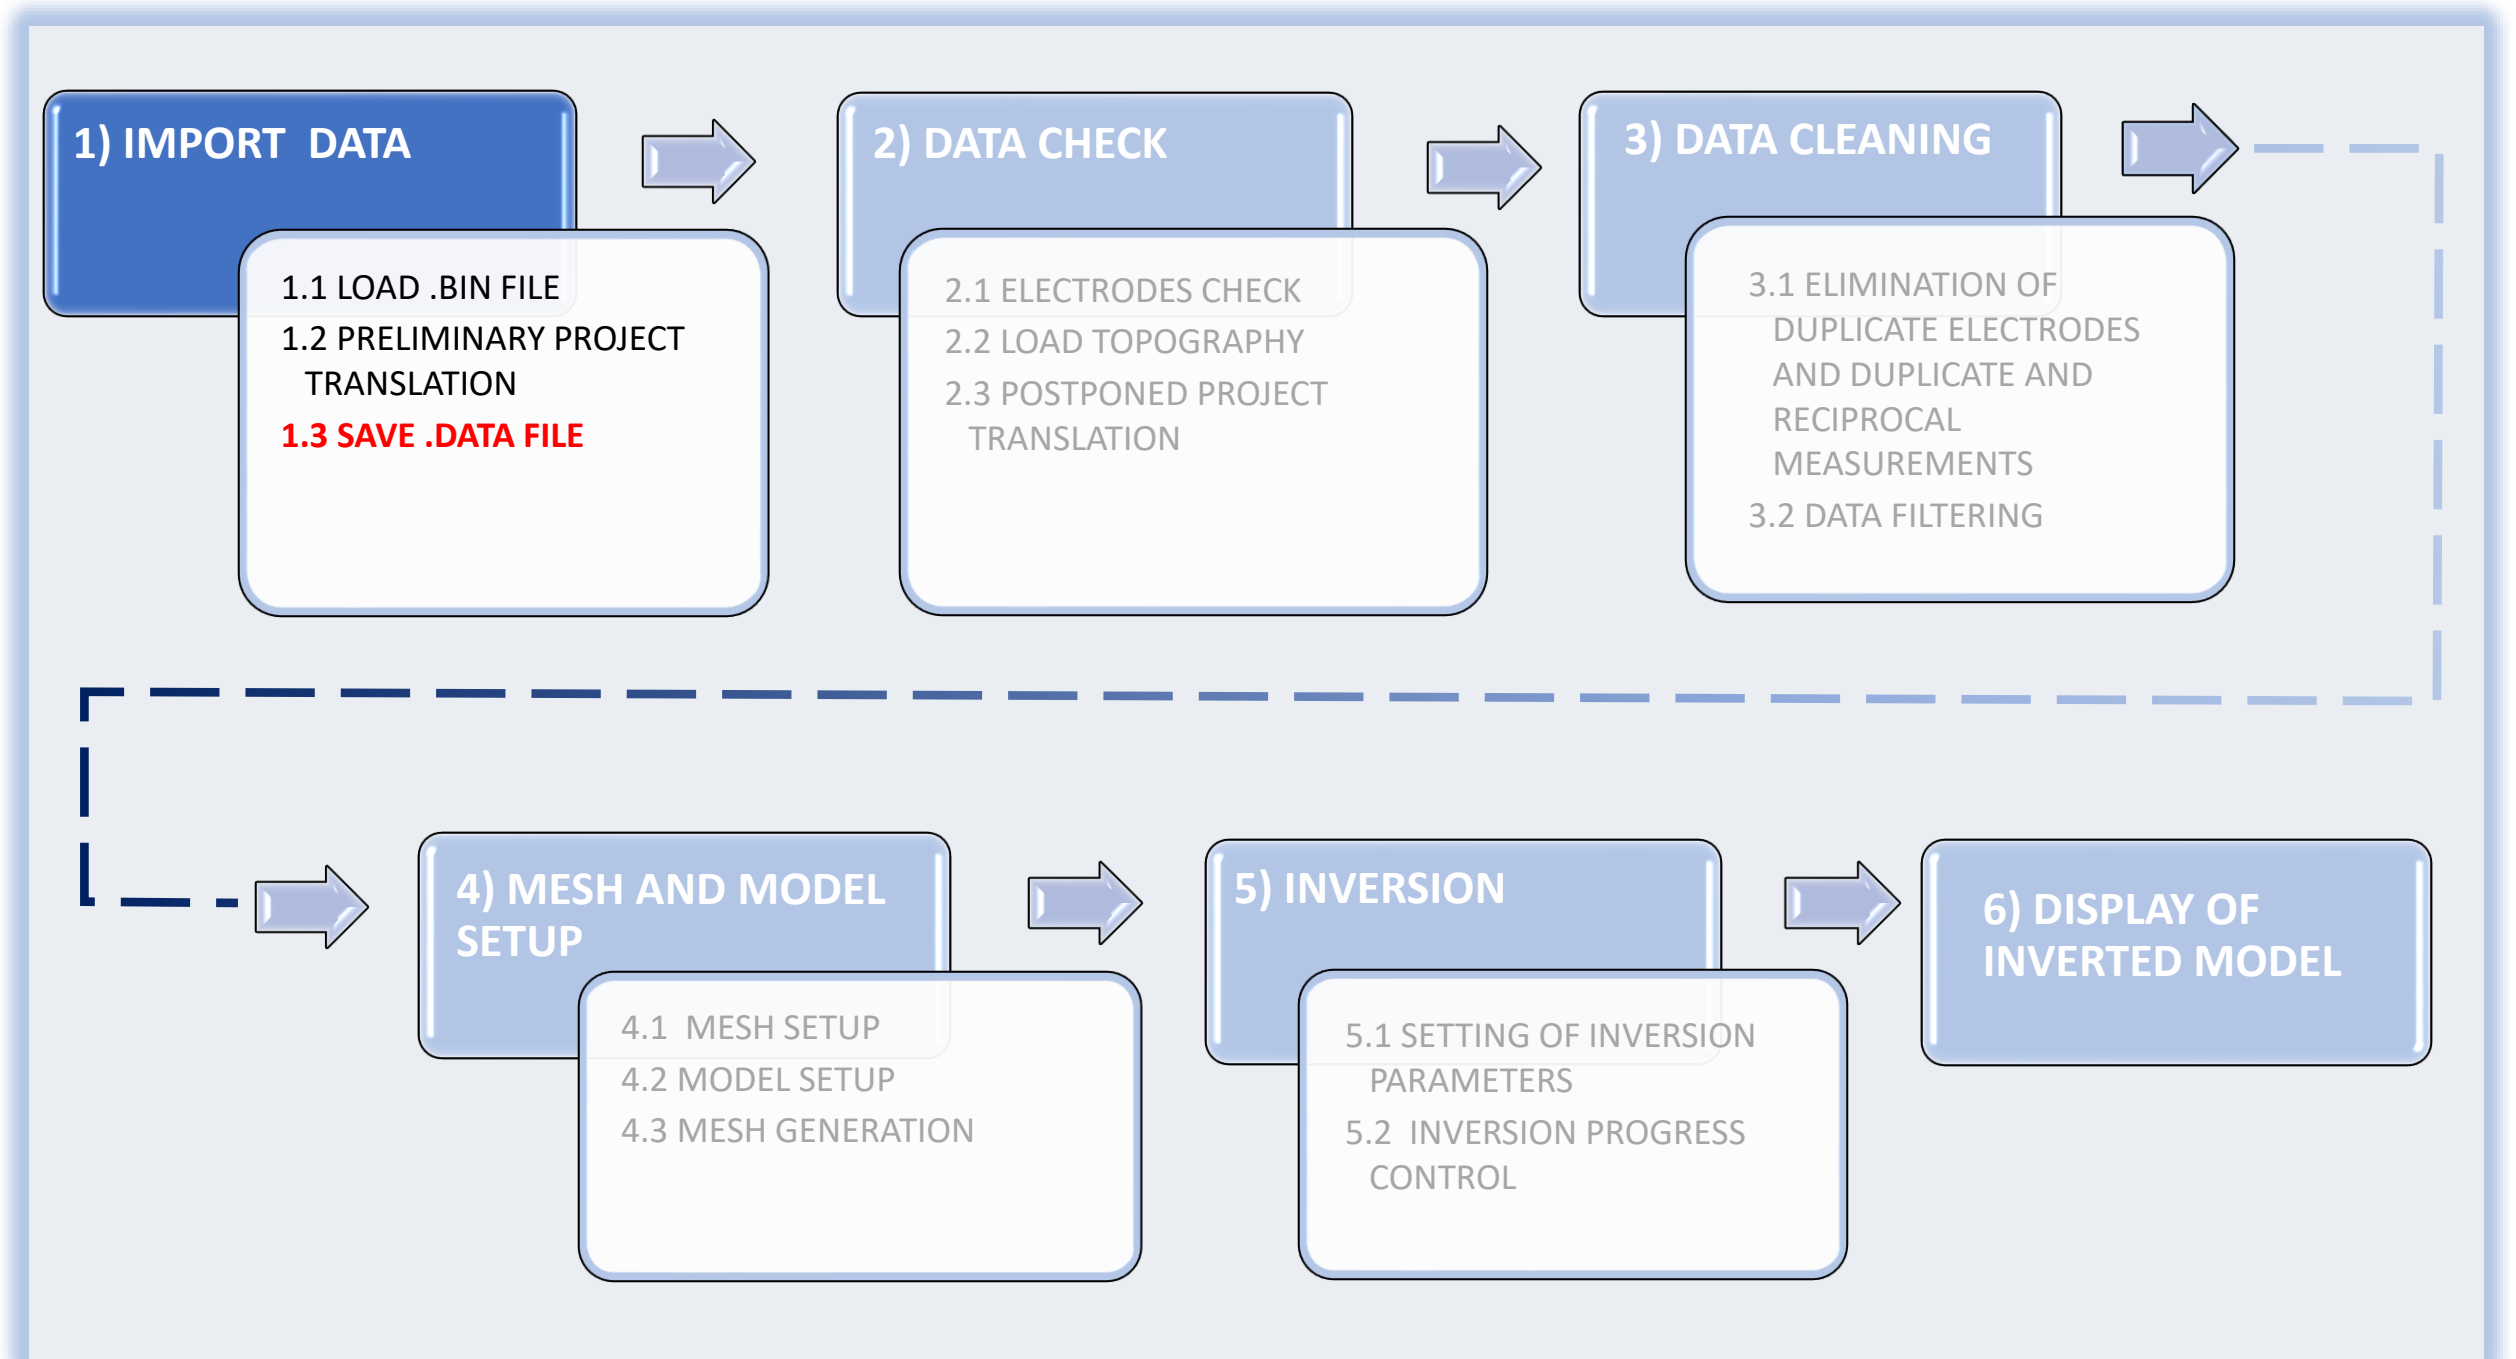 1) IMPORT  DATA
1.1 LOAD .BIN FILE
1.2 PRELIMINARY PROJECT
TRANSLATION
1.3 SAVE .DATA FILE
2) DATA CHECK
2.1 ELECTRODES CHECK
2.2 LOAD TOPOGRAPHY
2.3 POSTPONED PROJECT
TRANSLATION
3) DATA CLEANING
3.1 ELIMINATION OF
DUPLICATE ELECTRODES
AND DUPLICATE AND
RECIPROCAL
MEASUREMENTS
3.2 DATA FILTERING
4) MESH AND MODEL
SETUP
4.1  MESH SETUP
4.2 MODEL SETUP
4.3 MESH GENERATION
5) INVERSION
5.1 SETTING OF INVERSION
PARAMETERS
5.2  INVERSION PROGRESS
CONTROL
6) DISPLAY OF
INVERTED MODEL